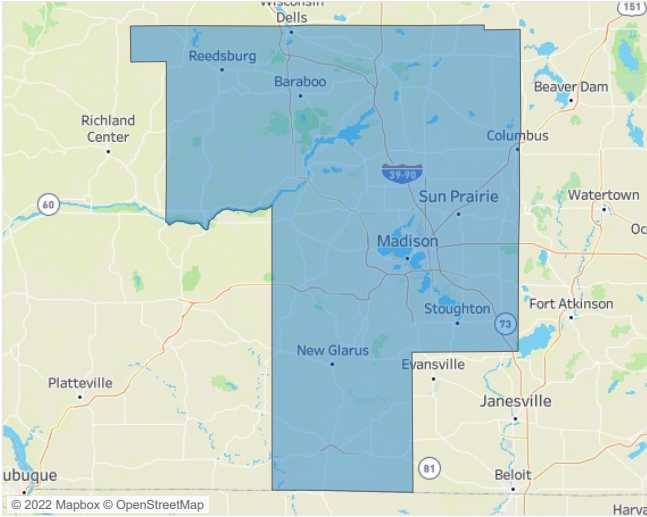 Wisconsin
Dells
151
Reedsburg
Baraboo
Beaver Dam
Richland
Center
Columbus
39-90
60
Sun Prairie
Watertown
Madison
Oc
Stoughton
Fort Atkinson
73
New Glarus
Evansville
Platteville
Janesville
81
ubuque
Beloit
© 2022 Mapbox © OpenStreetMap
Harva